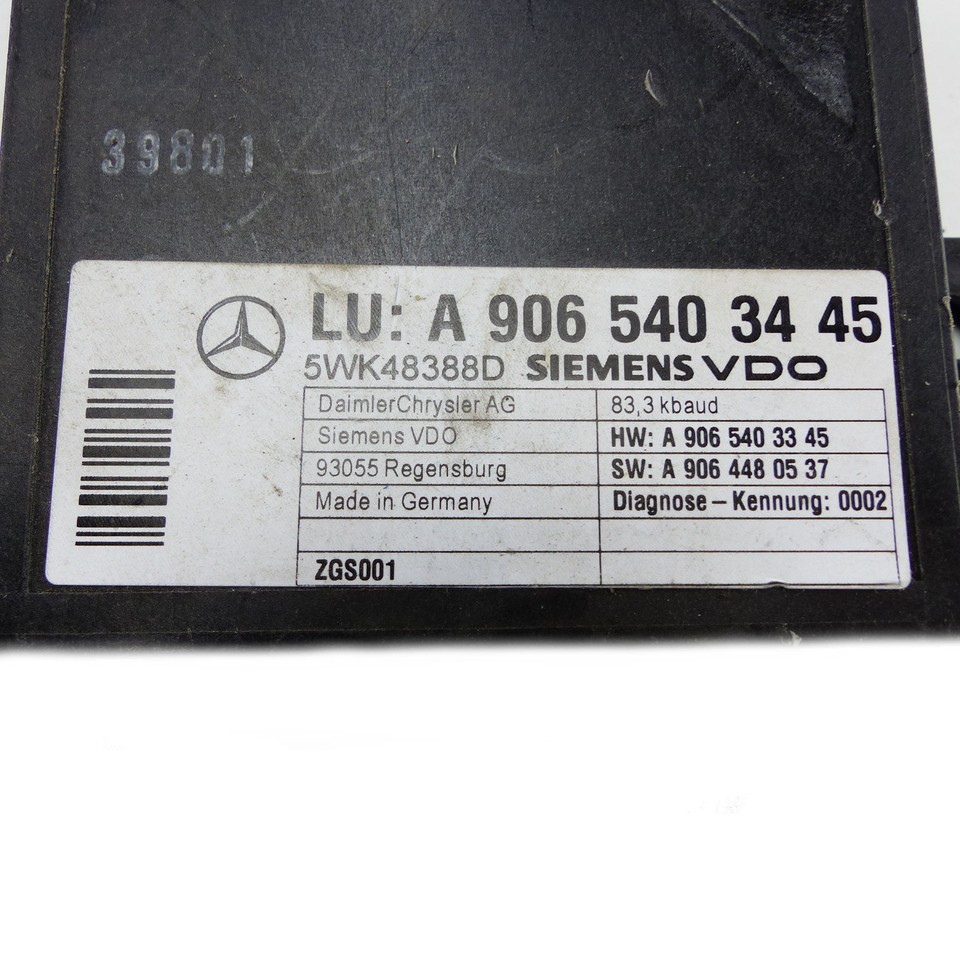 39801
LU: A 906 540 34 45
5WK48388D SIEMENS VDO
DaimlerChrysler AG 83,3 kbaud
Siemens VDO HW: A 906 540 33 45
93055 Regensburg SW: A 906 448 05 37
Made in Germany Diagnose – Kennung: 0002
ZGS001